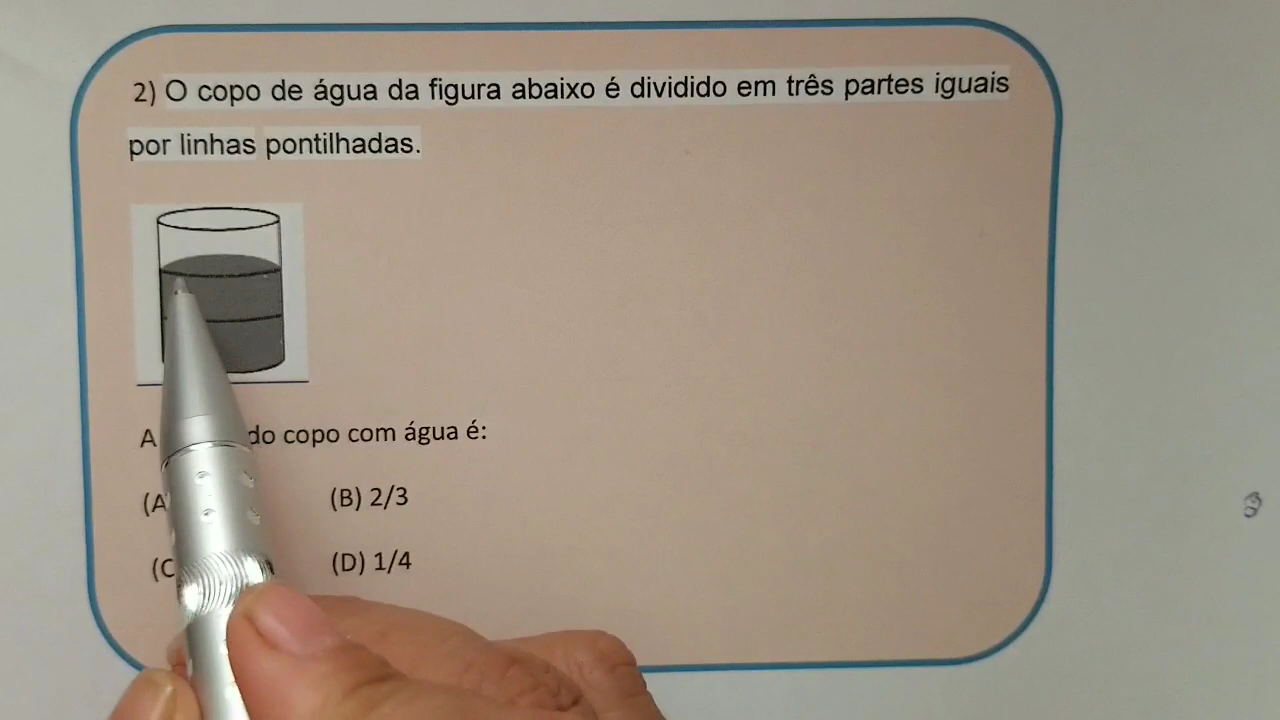 2) O copo de água da figura abaixo é dividido em três partes iguais
por linhas pontilhadas.
A do copo com água é:
(A (B) 2/3
(C (D) 1/4